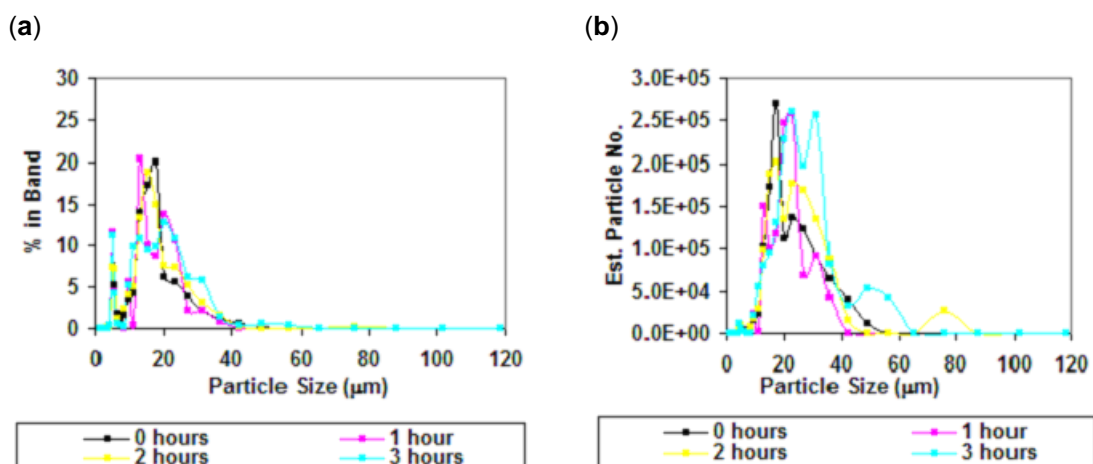 (a)
(b)
% in Band
30
25
20
15
10
5
0
0 20 40 60 80 100 120
Particle Size (μm)
0 hours 1 hour
2 hours 3 hours
Est. Particle No.
3.0E+05
2.5E+05
2.0E+05
1.5E+05
1.0E+05
5.0E+04
0.0E+00
0 20 40 60 80 100 120
Particle Size (μm)
0 hours 1 hour
2 hours 3 hours